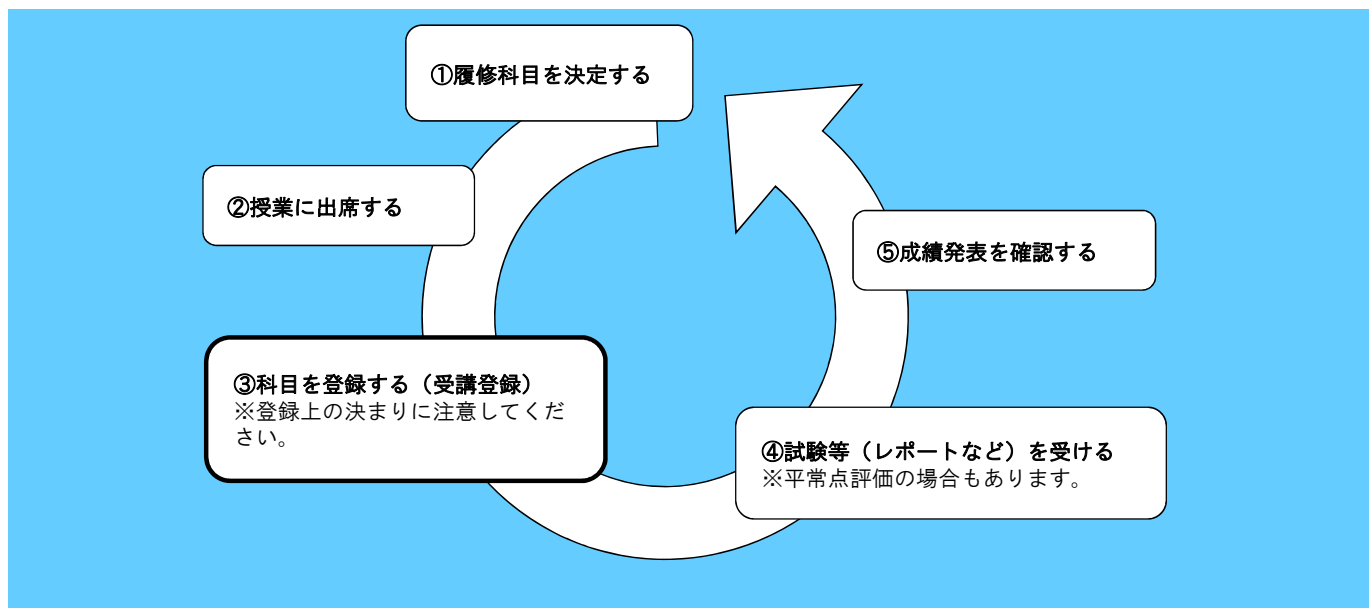 ①履修科目を決定する
②授業に出席する
③科目を登録する（受講登録）
※登録上の決まりに注意してくだ
さい。
④試験等（レポートなど）を受ける
※平常点評価の場合もあります。
⑤成績発表を確認する